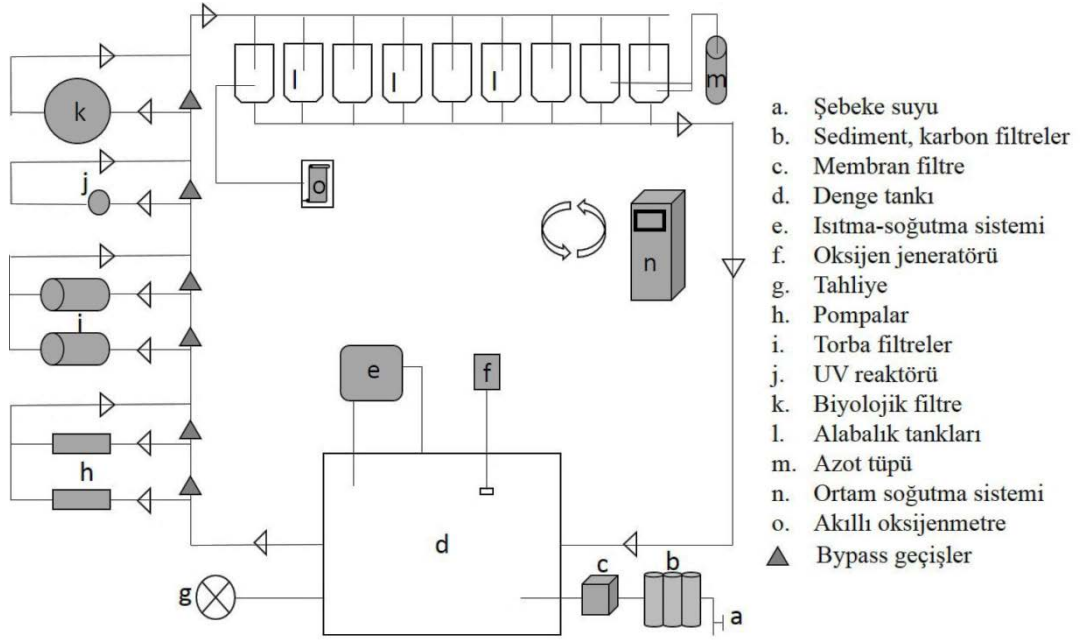 k
j
i
h
l
l
l
m
o
n
e
f
d
g
c
b
a
a. Şebeke suyu
b. Sediment, karbon filtreler
c. Membran filtre
d. Denge tankı
e. Isıtma-soğutma sistemi
f. Oksijen jeneratörü
g. Tahliye
h. Pompalar
i. Torba filtreler
j. UV reaktörü
k. Biyolojik filtre
l. Alabalık tankları
m. Azot tüpü
n. Ortam soğutma sistemi
o. Akıllı oksijenmetre
Bypass geçişler